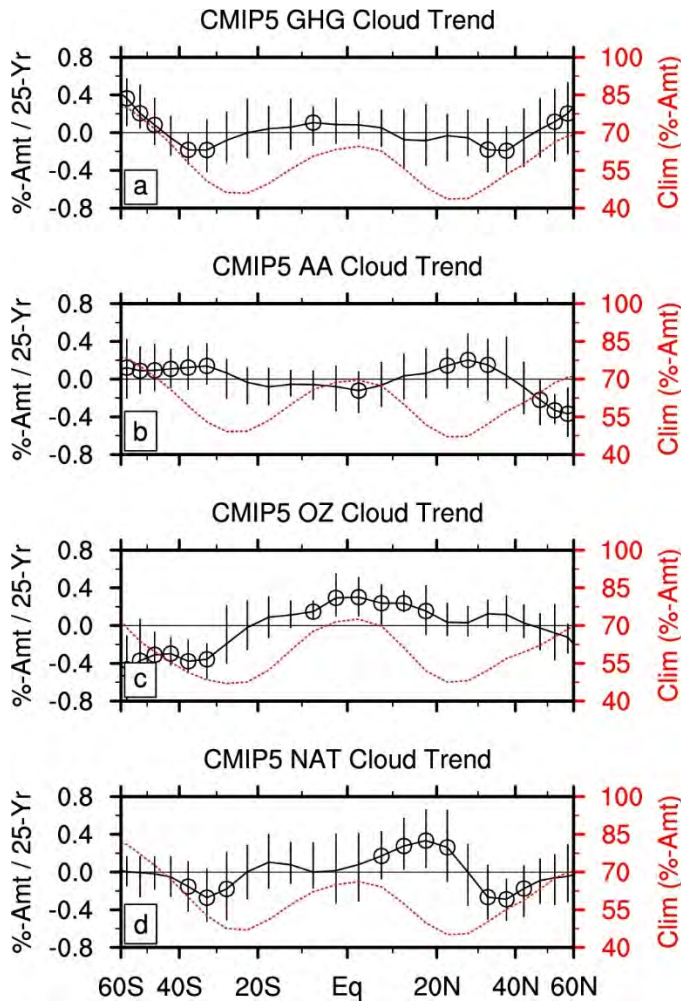 CMIP5 GHG Cloud Trend
%-Amt / 25-Yr
0.8
0.4
0.0
-0.4
-0.8
a
100
85
70
55
40
Clim (%-Amt)
CMIP5 AA Cloud Trend
%-Amt / 25-Yr
0.8
0.4
0.0
-0.4
-0.8
b
100
85
70
55
40
Clim (%-Amt)
CMIP5 OZ Cloud Trend
%-Amt / 25-Yr
0.8
0.4
0.0
-0.4
-0.8
c
100
85
70
55
40
Clim (%-Amt)
CMIP5 NAT Cloud Trend
%-Amt / 25-Yr
0.8
0.4
0.0
-0.4
-0.8
d
100
85
70
55
40
Clim (%-Amt)
60S 40S 20S Eq 20N 40N 60N